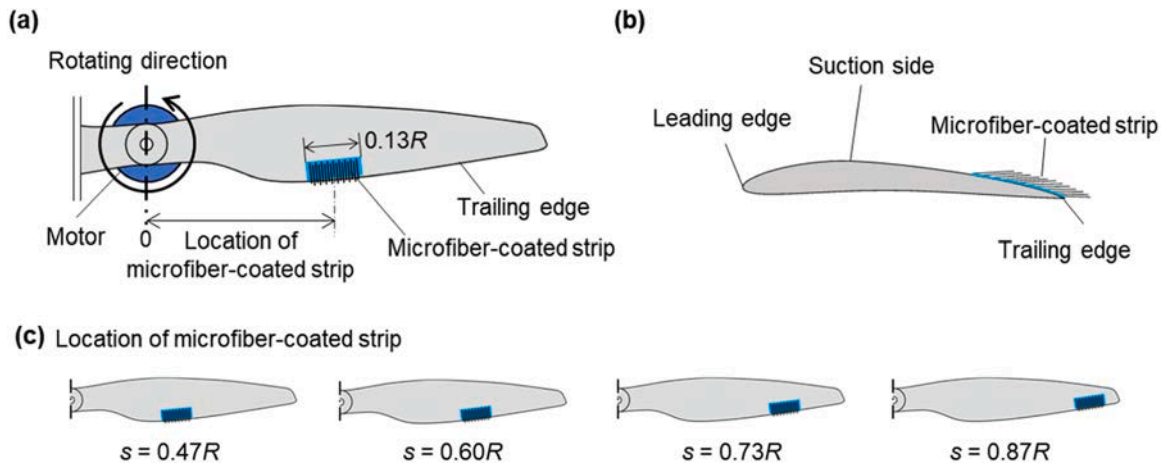 (a)
Rotating direction
0.13R
Trailing edge
Motor
0
Location of
microfiber-coated strip
Microfiber-coated strip
(b)
Suction side
Leading edge
Microfiber-coated strip
Trailing edge
(c) Location of microfiber-coated strip
s = 0.47R
s = 0.60R
s = 0.73R
s = 0.87R